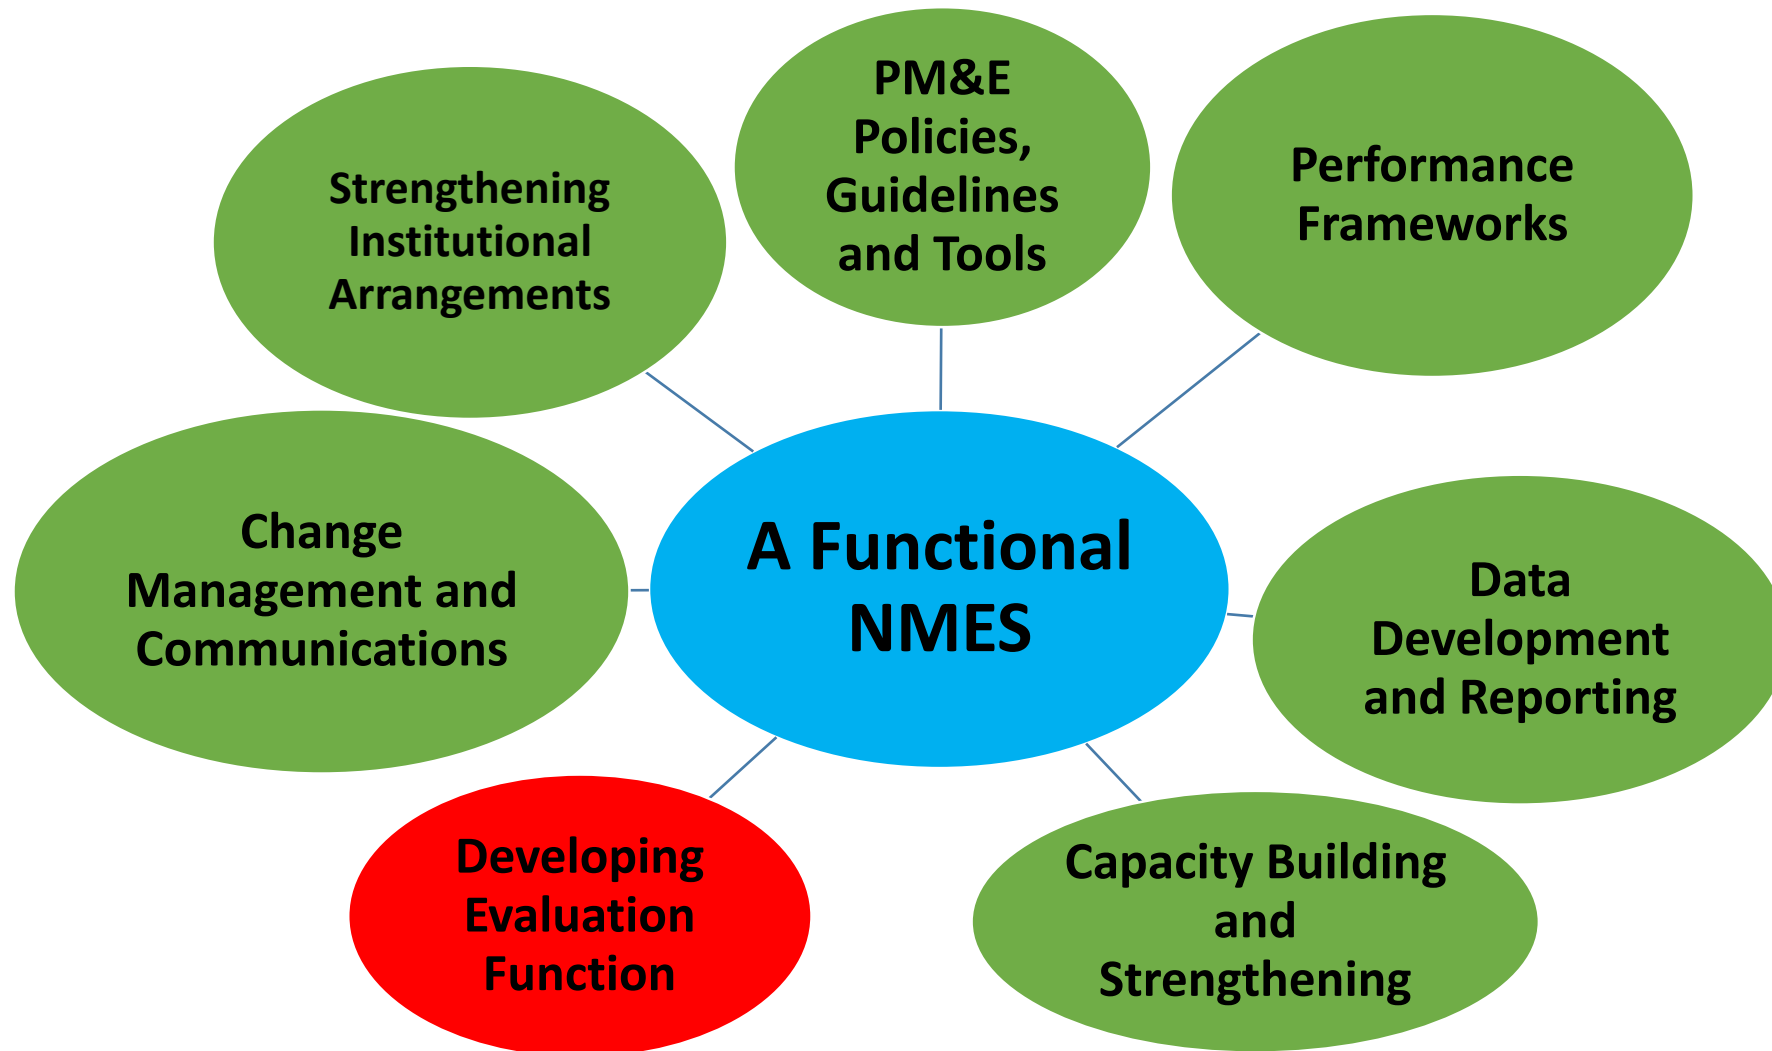 PM&E
Policies,
Guidelines
and Tools
Performance
Frameworks
Strengthening
Institutional
Arrangements
Change
Management and
Communications
A Functional
NMES
Data
Development
and Reporting
Developing
Evaluation
Function
Capacity Building
and
Strengthening